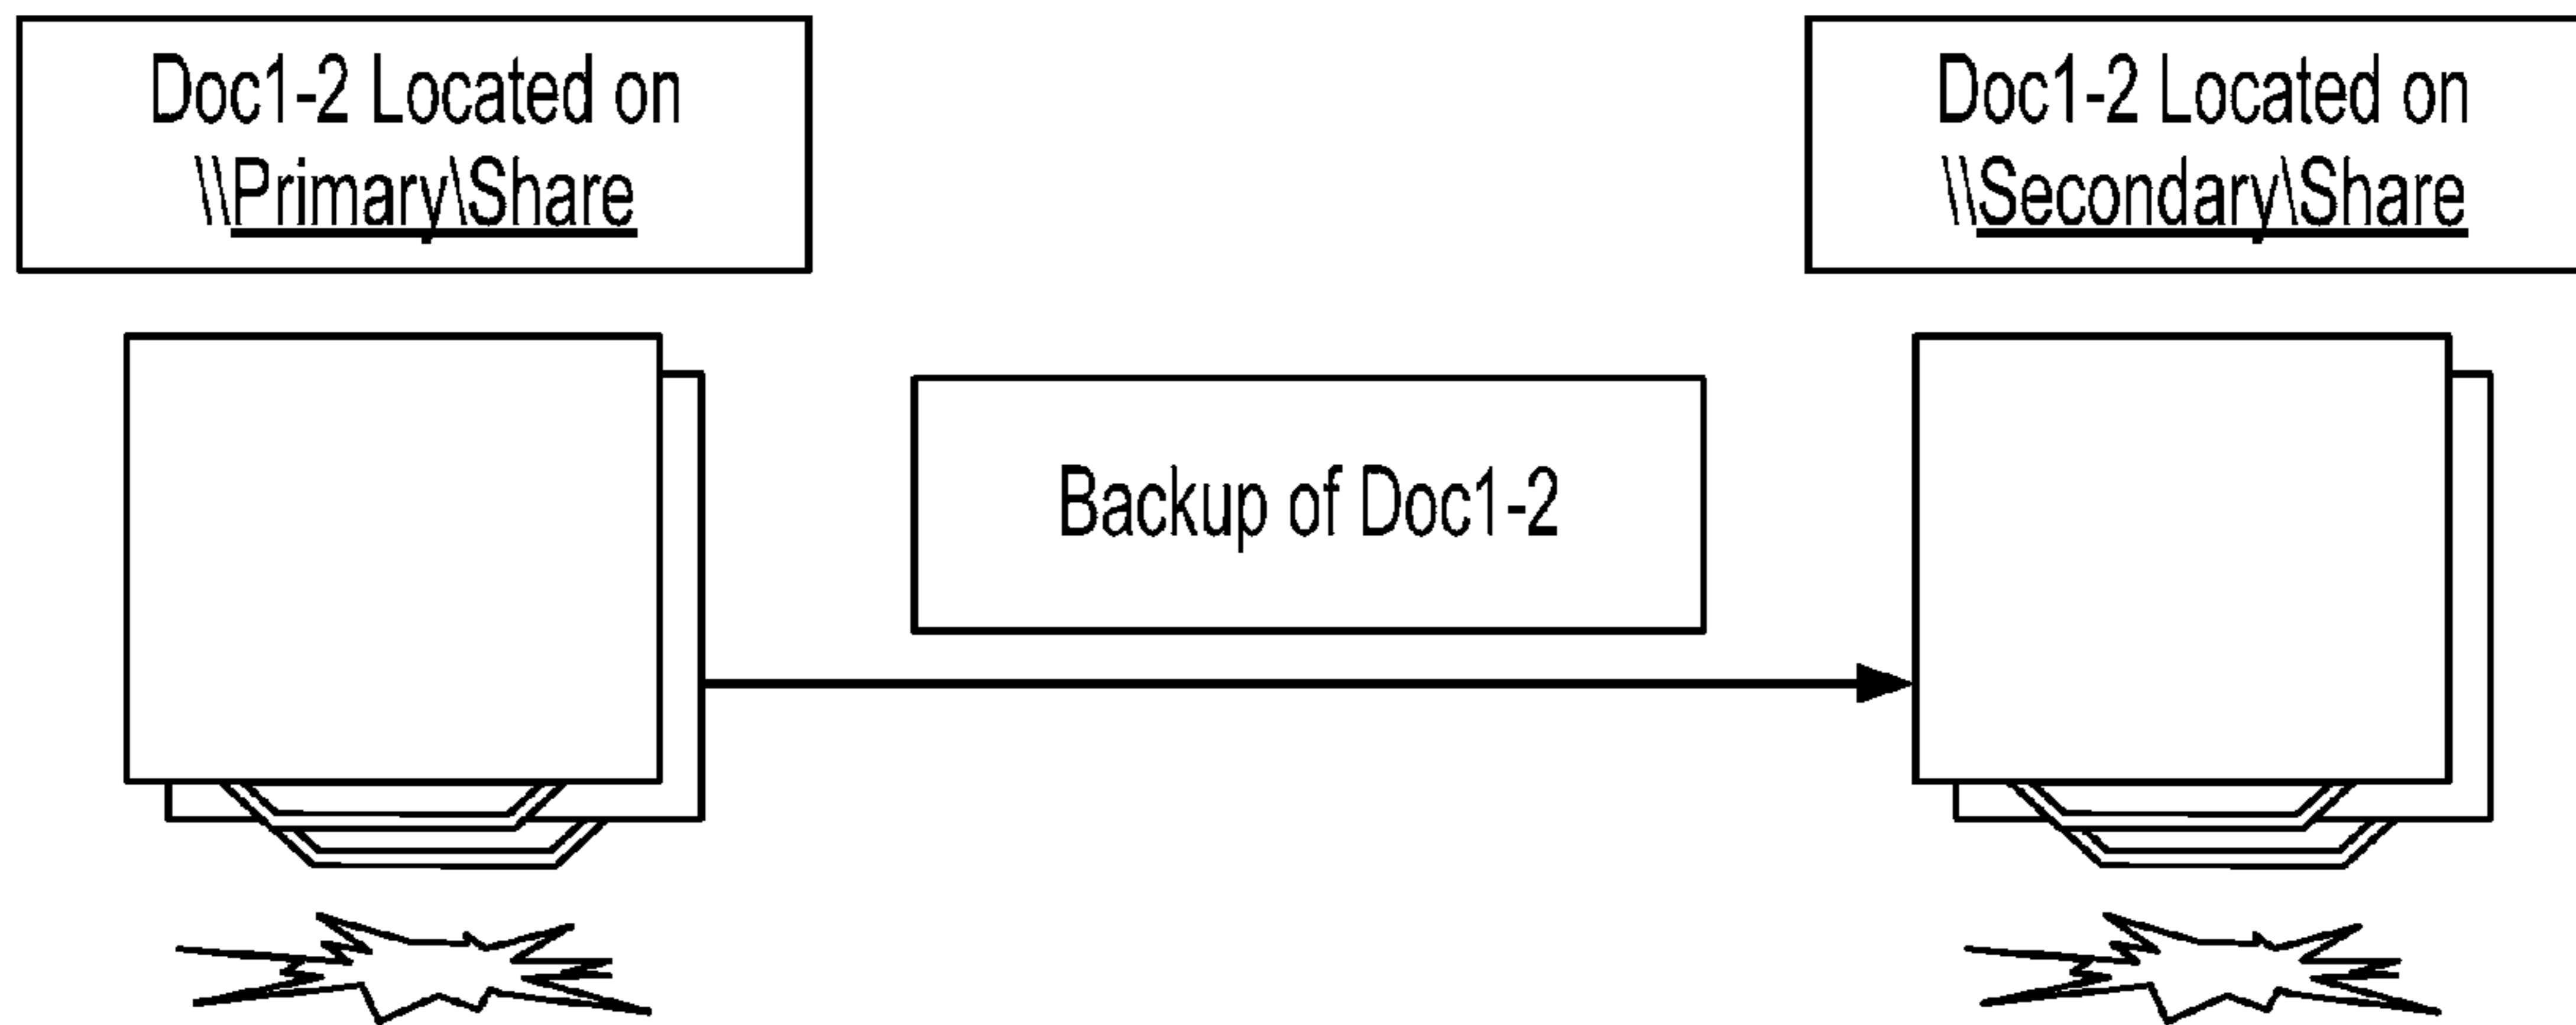 Doc1-2 Located on
\\Primary\Share
Doc1-2 Located on
\\Secondary\Share
Backup of Doc1-2